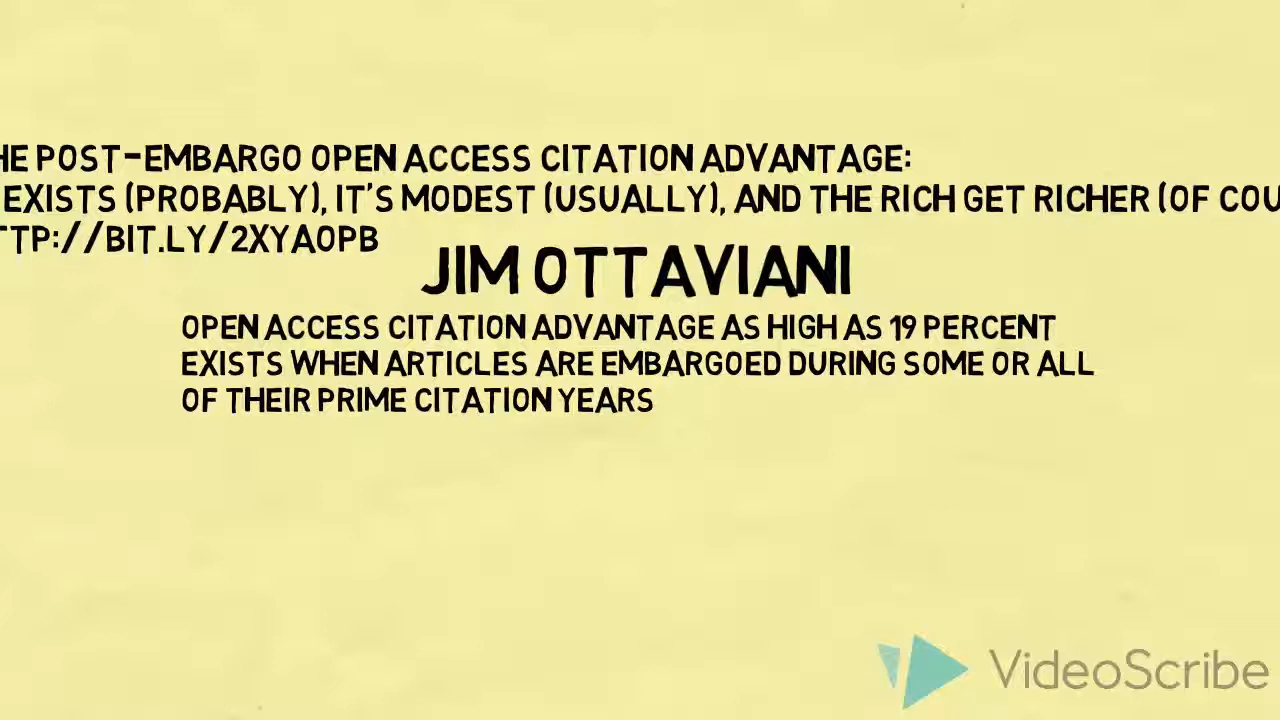 HE POST-EMBARGO OPEN ACCESS CITATION ADVANTAGE:
EXISTS (PROBABLY), IT'S MODEST (USUALLY), AND THE RICH GET RICHER (OF COU
TTP://BIT.LY/2XYAOPB
JIM OTTAVIANI
OPEN ACCESS CITATION ADVANTAGE AS HIGH AS 19 PERCENT
EXISTS WHEN ARTICLES ARE EMBARGOED DURING SOME OR ALL
OF THEIR PRIME CITATION YEARS
VideoScribe